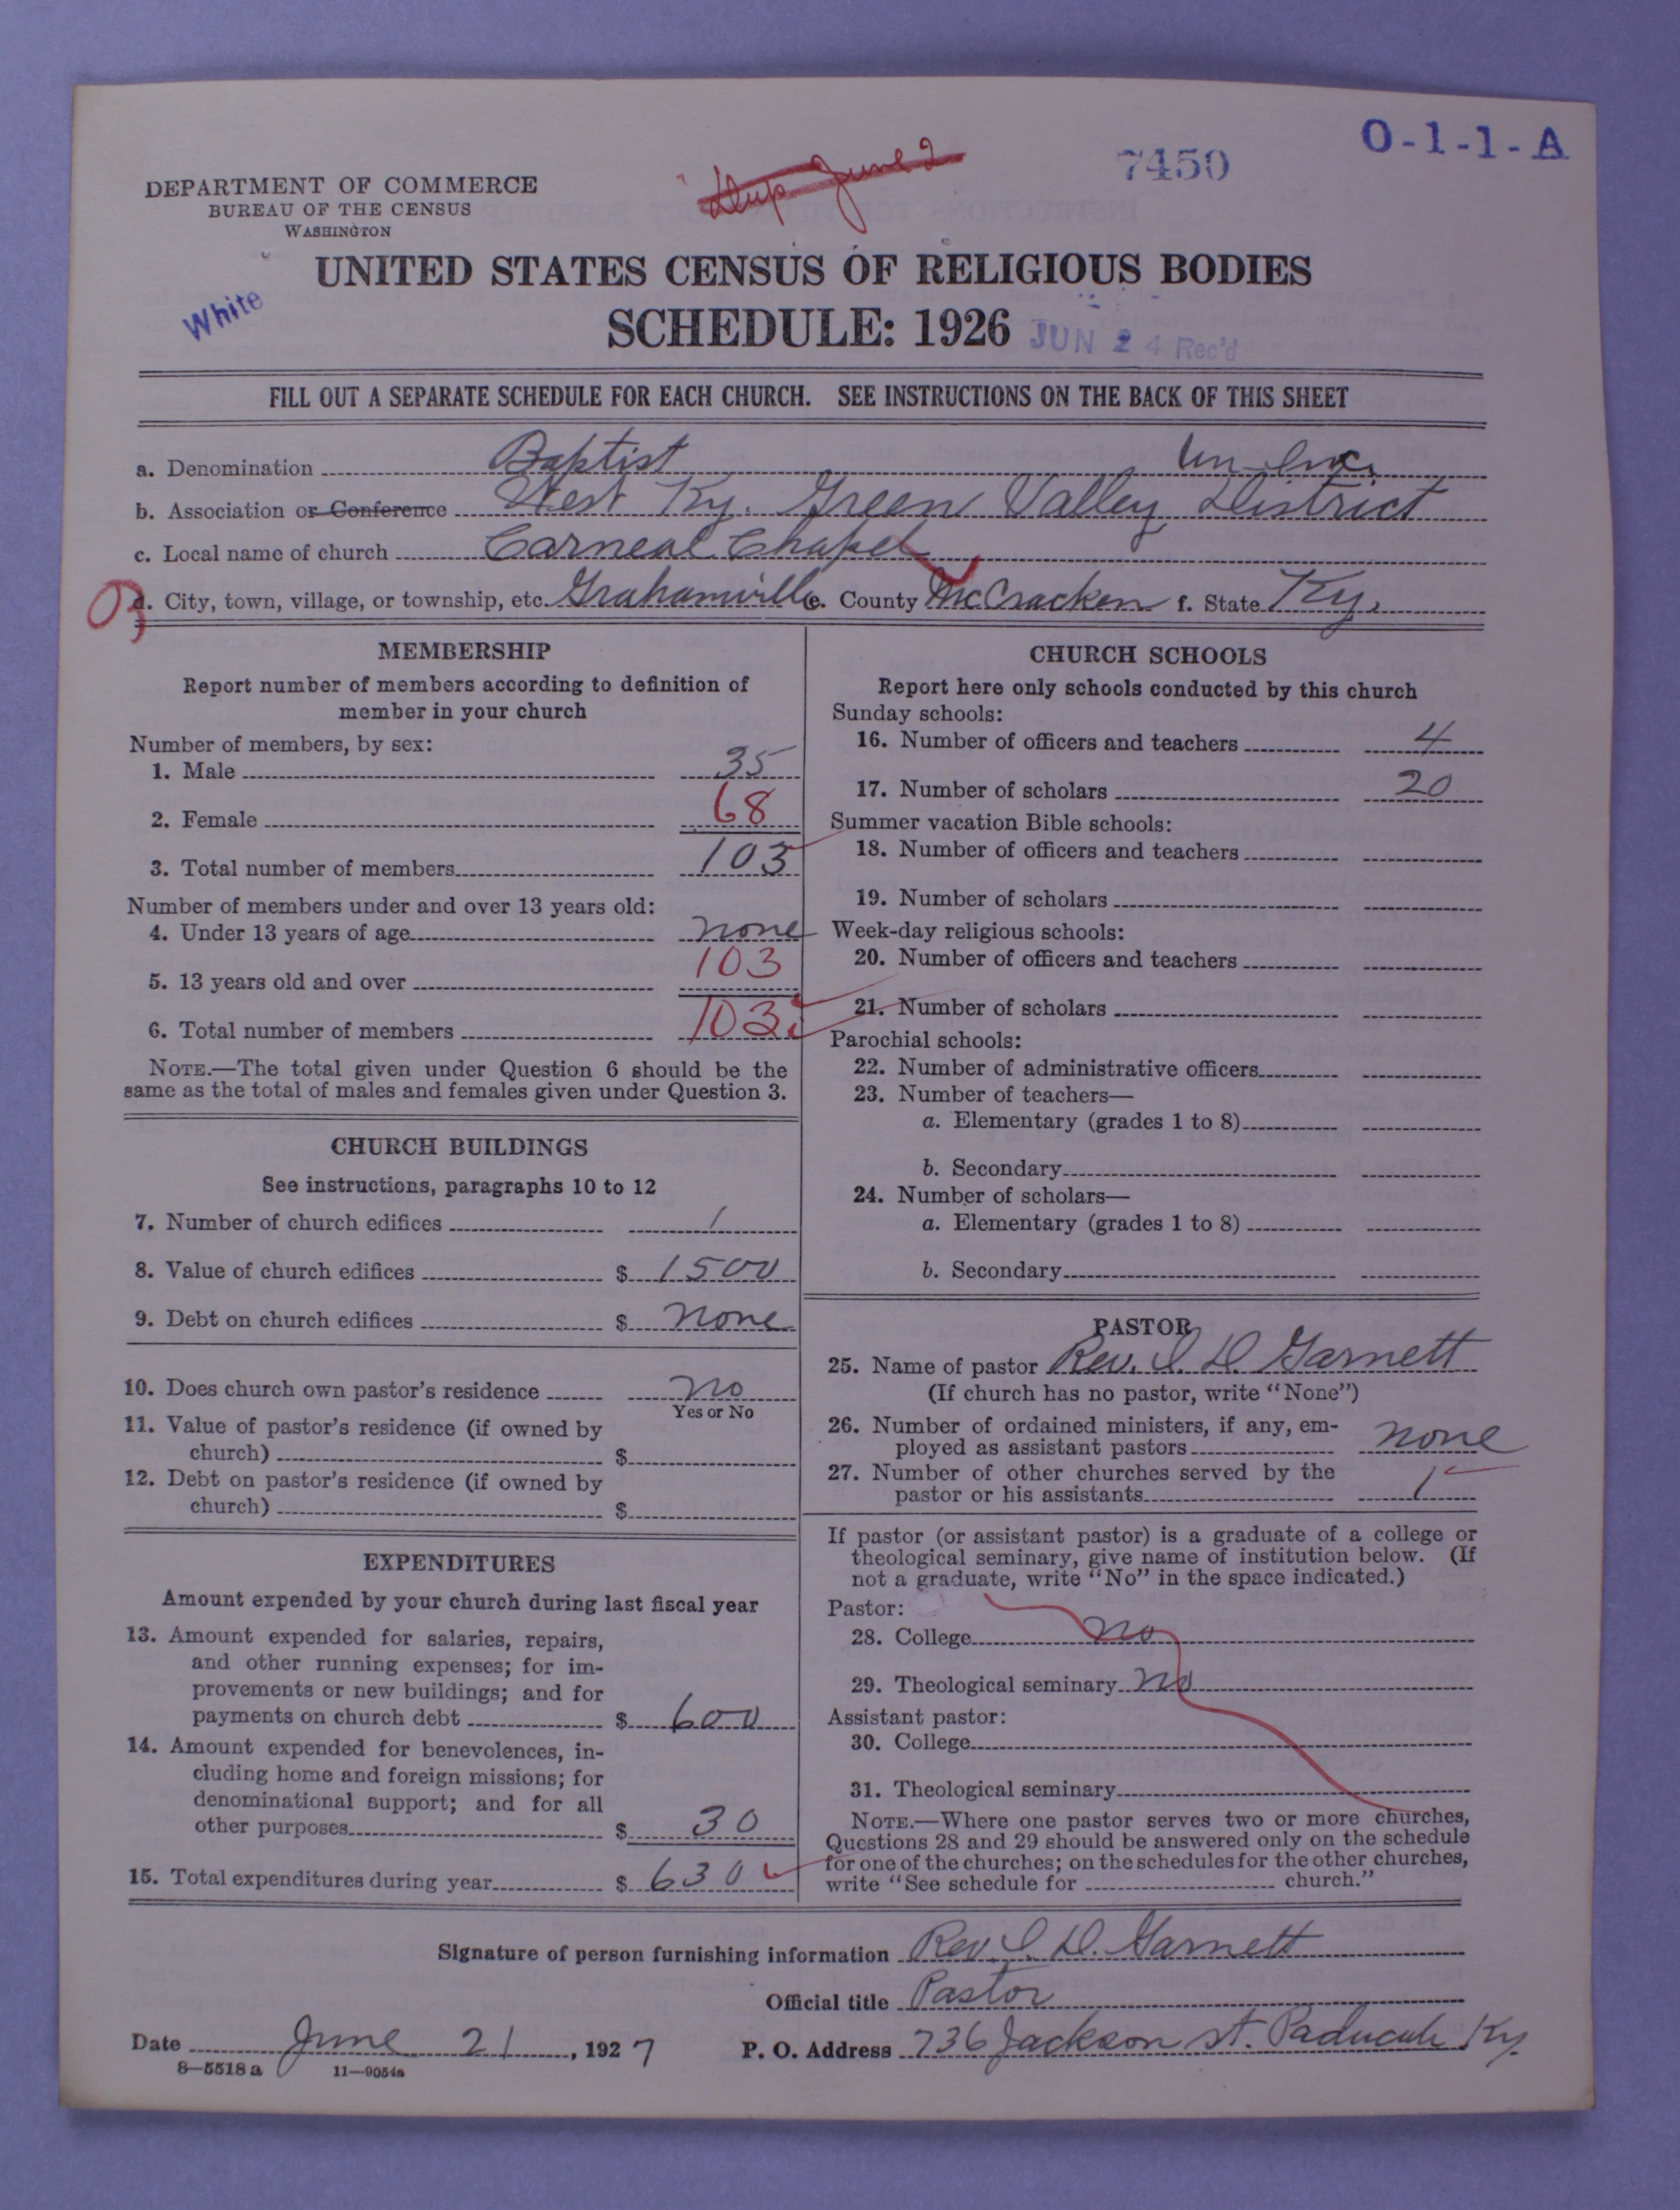 O-1-1-A
7450
Dup June 2
DEPARTMENT OF COMMERCE
BUREAU OF THE CENSUS
WASHINGTON
UNITED STATES CENSUS OF RELIGIOUS BODIES
White
SCHEDULE: 1926
JUN 24 Rec'd
FILL OUT A SEPARATE SCHEDULE FOR EACH CHURCH. SEE INSTRUCTIONS ON THE BACK OF THIS SHEET
a. Denomination Baptist Un-Inc.
b. Association or Conference West Ky. Green Valley District
c. Local name of church Carneal Chapel
d. City, town, village, or township, etc. Grahamville e. County McCracken f. State Ky.
MEMBERSHIP
Report number of members according to definition of
member in your church
Number of members, by sex:
1. Male 35
2. Female 68
3. Total number of members 103
Number of members under and over 13 years old:
4. Under 13 years of age none
5. 13 years old and over 103
6. Total number of members 103
NOTE.—The total given under Question 6 should be the
same as the total of males and females given under Question 3.
CHURCH BUILDINGS
See instructions, paragraphs 10 to 12
7. Number of church edifices 1
8. Value of church edifices $ 1500
9. Debt on church edifices $ none
10. Does church own pastor's residence no
Yes or No
11. Value of pastor's residence (if owned by
church) $
12. Debt on pastor's residence (if owned by
church) $
EXPENDITURES
Amount expended by your church during last fiscal year
13. Amount expended for salaries, repairs,
and other running expenses; for im-
provements or new buildings; and for
payments on church debt $ 600
14. Amount expended for benevolences, in-
cluding home and foreign missions; for
denominational support; and for all
other purposes $ 30
15. Total expenditures during year $ 630
CHURCH SCHOOLS
Report here only schools conducted by this church
Sunday schools:
16. Number of officers and teachers 4
17. Number of scholars 20
Summer vacation Bible schools:
18. Number of officers and teachers
19. Number of scholars
Week-day religious schools:
20. Number of officers and teachers
21. Number of scholars
Parochial schools:
22. Number of administrative officers
23. Number of teachers—
a. Elementary (grades 1 to 8)
b. Secondary
24. Number of scholars—
a. Elementary (grades 1 to 8)
b. Secondary
PASTOR
25. Name of pastor Rev. I. D. Garnett
(If church has no pastor, write "None")
26. Number of ordained ministers, if any, em-
ployed as assistant pastors none
27. Number of other churches served by the
pastor or his assistants 1
If pastor (or assistant pastor) is a graduate of a college or
theological seminary, give name of institution below. (If
not a graduate, write "No" in the space indicated.)
Pastor:
28. College no
29. Theological seminary no
Assistant pastor:
30. College
31. Theological seminary
NOTE.—Where one pastor serves two or more churches,
Questions 28 and 29 should be answered only on the schedule
for one of the churches; on the schedules for the other churches,
write "See schedule for church."
Signature of person furnishing information Rev. I. D. Garnett
Official title Pastor
Date June 21, 1927 P. O. Address 736 Jackson st. Paducah Ky.
8—5518a 11—9054a